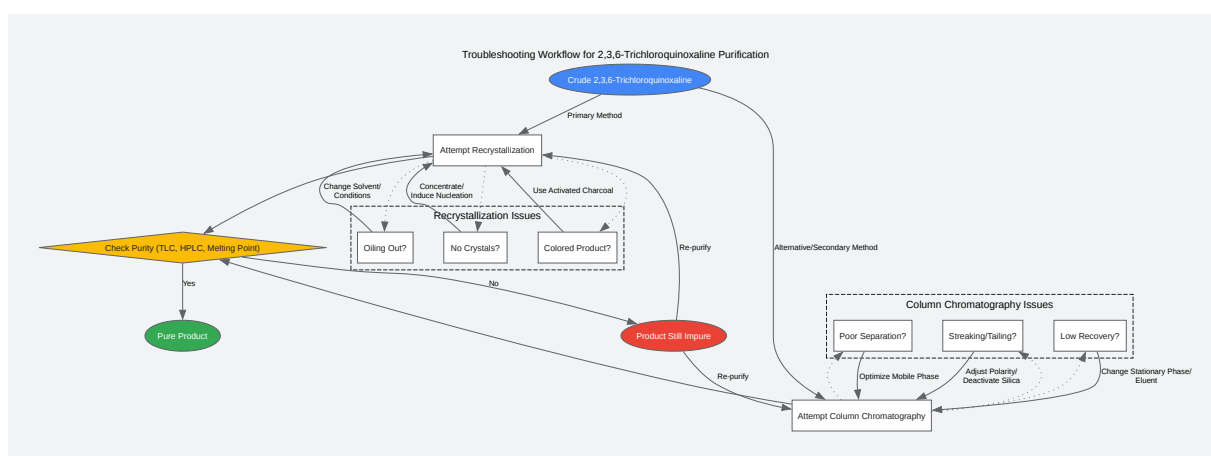 Troubleshooting Workflow for 2,3,6-Trichloroquinoxaline Purification
Crude 2,3,6-Trichloroquinoxaline
Primary Method
Attempt Recrystallization
Change Solvent/
Conditions
Concentrate/
Induce Nucleation
Use Activated Charcoal
Recrystallization Issues
Oiling Out?
No Crystals?
Colored Product?
Check Purity (TLC, HPLC, Melting Point)
Re-purify
Alternative/Secondary Method
Yes
No
Column Chromatography Issues
Pure Product
Product Still Impure
Poor Separation?
Streaking/Tailing?
Low Recovery?
Re-purify
Optimize Mobile Phase
Adjust Polarity/
Deactivate Silica
Change Stationary Phase/
Eluent
Attempt Column Chromatography